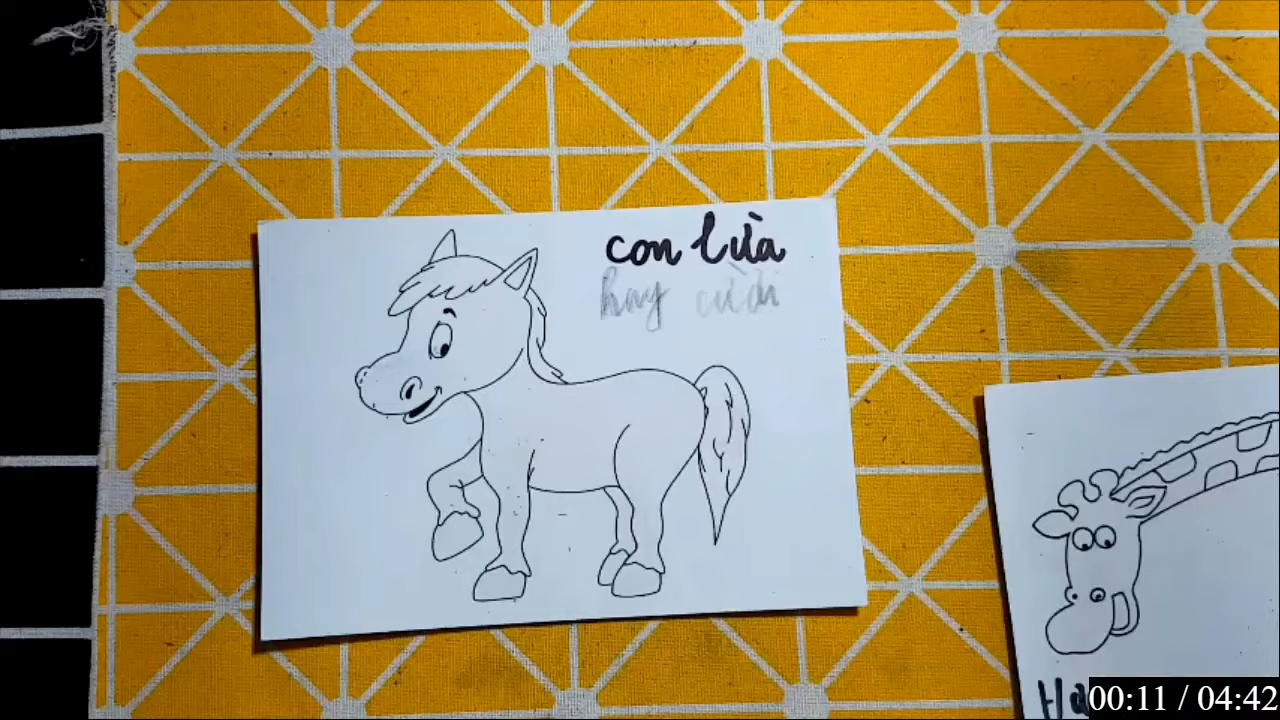 con lừa
hay cười
00:11 / 04:42